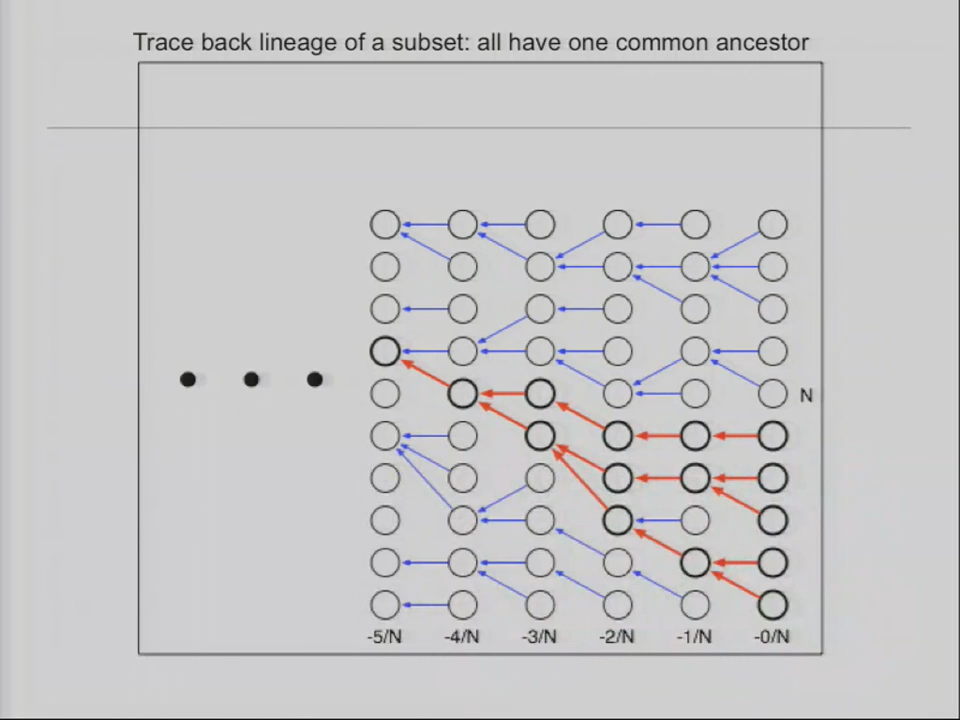 Trace back lineage of a subset: all have one common ancestor
N
-5/N -4/N -3/N -2/N -1/N -0/N